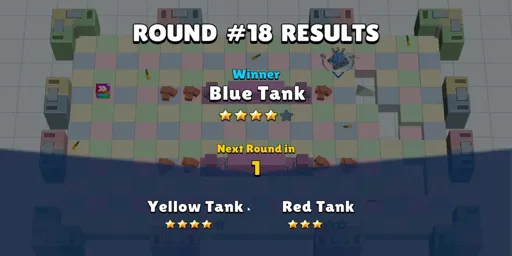 ROUND #18 RESULTS
Winner
Blue Tank
Next Round in
1
Yellow Tank
Red Tank